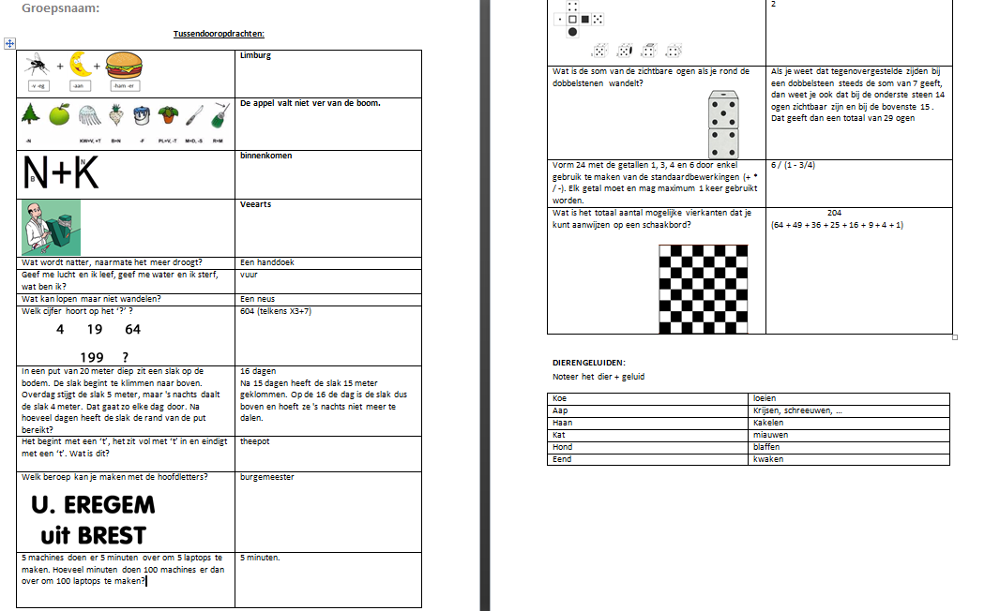 Groepsnaam:
Tussendooropdrachten:
-v -eg
-aan
-ham -er
Limburg
-N
KW=V, +T
B=N
-F
PL=V, -T
M=D, -S
R=M
De appel valt niet ver van de boom.
N+K
B
N
binnenkomen
Veearts
Wat wordt natter, naarmate het meer droogt?
Een handdoek
Geef me lucht en ik leef, geef me water en ik sterf,
wat ben ik?
vuur
Wat kan lopen maar niet wandelen?
Een neus
Welk cijfer hoort op het '?' ?
4 19 64
199 ?
604 (telkens X3+7)
In een put van 20 meter diep zit een slak op de
bodem. De slak begint te klimmen naar boven.
Overdag stijgt de slak 5 meter, maar 's nachts daalt
de slak 4 meter. Dat gaat zo elke dag door. Na
hoeveel dagen heeft de slak de rand van de put
bereikt?
16 dagen
Na 15 dagen heeft de slak 15 meter
geklommen. Op de 16 de dag is de slak dus
boven en hoeft ze 's nachts niet meer te
dalen.
Het begint met een 't', het zit vol met 't' in en eindigt
met een 't'. Wat is dit?
theepot
Welk beroep kan je maken met de hoofdletters?
U. EREGEM
uit BREST
burgemeester
5 machines doen er 5 minuten over om 5 laptops te
maken. Hoeveel minuten doen 100 machines er dan
over om 100 laptops te maken?
5 minuten.
2
Wat is de som van de zichtbare ogen als je rond de
dobbelstenen wandelt?
Als je weet dat tegenovergestelde zijden bij
een dobbelsteen steeds de som van 7 geeft,
dan weet je ook dat bij de onderste steen 14
ogen zichtbaar zijn en bij de bovenste 15 .
Dat geeft dan een totaal van 29 ogen
Vorm 24 met de getallen 1, 3, 4 en 6 door enkel
gebruik te maken van de standaardbewerkingen (+ *
/ -). Elk getal moet en mag maximum 1 keer gebruikt
worden.
6 / (1 - 3/4)
Wat is het totaal aantal mogelijke vierkanten dat je
kunt aanwijzen op een schaakbord?
204
(64 + 49 + 36 + 25 + 16 + 9 + 4 + 1)
DIERENGELUIDEN:
Noteer het dier + geluid
Koe loeien
Aap Krijsen, schreeuwen, ...
Haan Kakelen
Kat miauwen
Hond blaffen
Eend kwaken